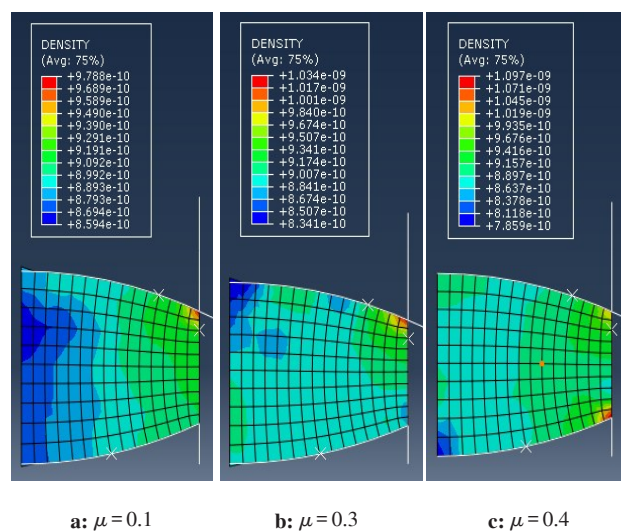 DENSITY
(Avg: 75%)
+9.788e-10
+9.689e-10
+9.589e-10
+9.490e-10
+9.390e-10
+9.291e-10
+9.191e-10
+9.092e-10
+8.992e-10
+8.893e-10
+8.793e-10
+8.694e-10
+8.594e-10
DENSITY
(Avg: 75%)
+1.034e-09
+1.017e-09
+1.001e-09
+9.840e-10
+9.674e-10
+9.507e-10
+9.341e-10
+9.174e-10
+9.007e-10
+8.841e-10
+8.674e-10
+8.507e-10
+8.341e-10
DENSITY
(Avg: 75%)
+1.097e-09
+1.071e-09
+1.045e-09
+1.019e-09
+9.935e-10
+9.676e-10
+9.416e-10
+9.157e-10
+8.897e-10
+8.637e-10
+8.378e-10
+8.118e-10
+7.859e-10
a: μ=0.1
b: μ=0.3
c: μ=0.4